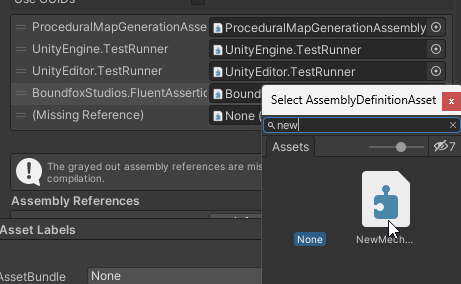 Use GUIDs
ProceduralMapGenerationAsse ProceduralMapGenerationAssembly
UnityEngine.TestRunner UnityEngine.TestRunner
UnityEditor.TestRunner UnityEditor.TestRunner
BoundfoxStudios.FluentAssertic Bound
(Missing Reference) None (
Select AssemblyDefinitionAsset x
new
Assets 7
None NewMech...
The grayed out assembly references are mis
compilation.
Assembly References
Asset Labels
AssetBundle None